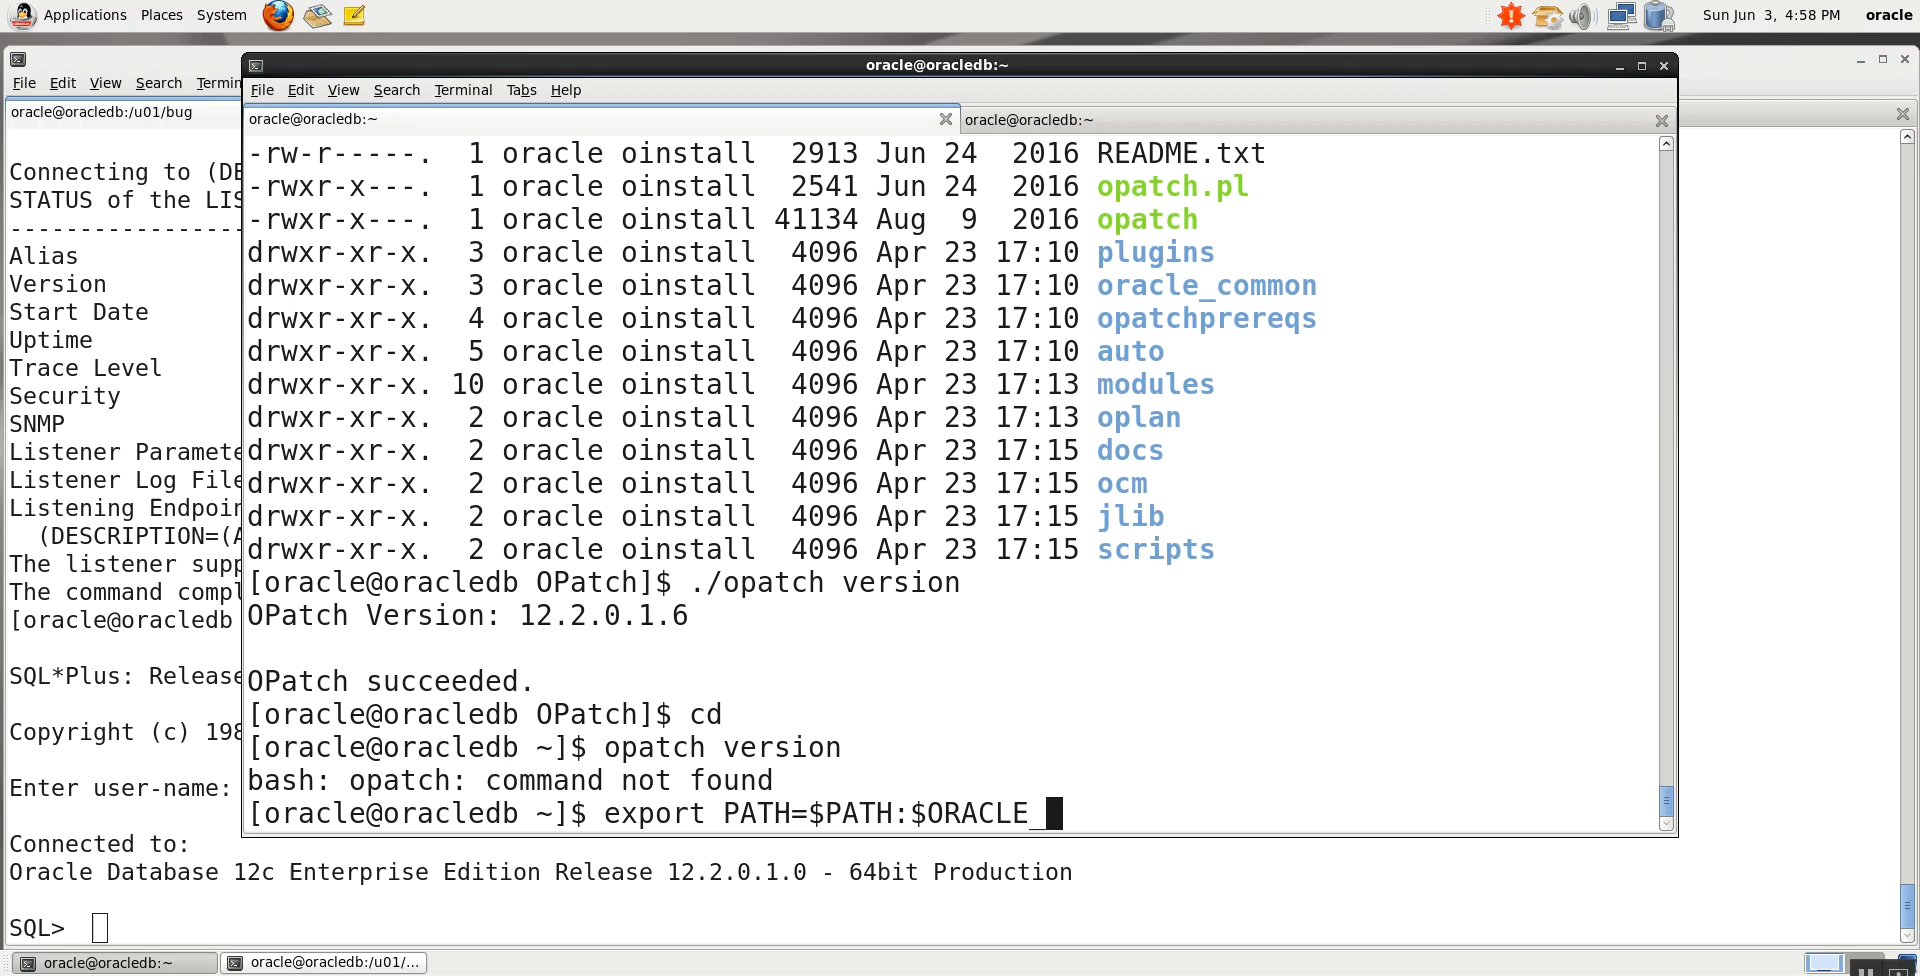 Applications Places System
Sun Jun 3, 4:58 PM oracle
File Edit View Search Termin
oracle@oracledb:/u01/bug
Connecting to (DE
STATUS of the LIS
-----------------
Alias
Version
Start Date
Uptime
Trace Level
Security
SNMP
Listener Paramete
Listener Log File
Listening Endpoin
(DESCRIPTION=(A
The listener supp
The command compl
[oracle@oracledb
SQL*Plus: Release
Copyright (c) 198
Enter user-name:
Connected to:
Oracle Database 12c Enterprise Edition Release 12.2.0.1.0 - 64bit Production
SQL>
oracle@oracledb:~
File Edit View Search Terminal Tabs Help
oracle@oracledb:~
oracle@oracledb:~
-rw-r-----. 1 oracle oinstall 2913 Jun 24 2016 README.txt
-rwxr-x---. 1 oracle oinstall 2541 Jun 24 2016 opatch.pl
-rwxr-x---. 1 oracle oinstall 41134 Aug 9 2016 opatch
drwxr-xr-x. 3 oracle oinstall 4096 Apr 23 17:10 plugins
drwxr-xr-x. 3 oracle oinstall 4096 Apr 23 17:10 oracle_common
drwxr-xr-x. 4 oracle oinstall 4096 Apr 23 17:10 opatchprereqs
drwxr-xr-x. 5 oracle oinstall 4096 Apr 23 17:10 auto
drwxr-xr-x. 10 oracle oinstall 4096 Apr 23 17:13 modules
drwxr-xr-x. 2 oracle oinstall 4096 Apr 23 17:13 oplan
drwxr-xr-x. 2 oracle oinstall 4096 Apr 23 17:15 docs
drwxr-xr-x. 2 oracle oinstall 4096 Apr 23 17:15 ocm
drwxr-xr-x. 2 oracle oinstall 4096 Apr 23 17:15 jlib
drwxr-xr-x. 2 oracle oinstall 4096 Apr 23 17:15 scripts
[oracle@oracledb OPatch]$ ./opatch version
OPatch Version: 12.2.0.1.6
OPatch succeeded.
[oracle@oracledb OPatch]$ cd
[oracle@oracledb ~]$ opatch version
bash: opatch: command not found
[oracle@oracledb ~]$ export PATH=$PATH:$ORACLE_
oracle@oracledb:~
oracle@oracledb:/u01/...